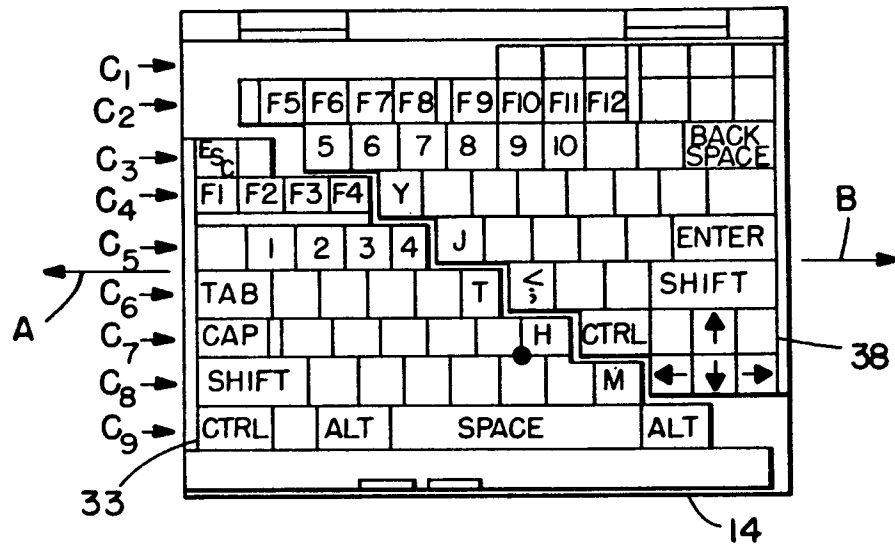 C1
C2 F5 F6 F7 F8 F9 F10 F11 F12
C3 ESC 5 6 7 8 9 10 BACK SPACE
C4 F1 F2 F3 F4 Y
C5 1 2 3 4 J ENTER B
A C6 TAB T < ; SHIFT
C7 CAP H CTRL ↑ 38
C8 SHIFT M ← ↓ →
C9 CTRL ALT SPACE ALT
33
14